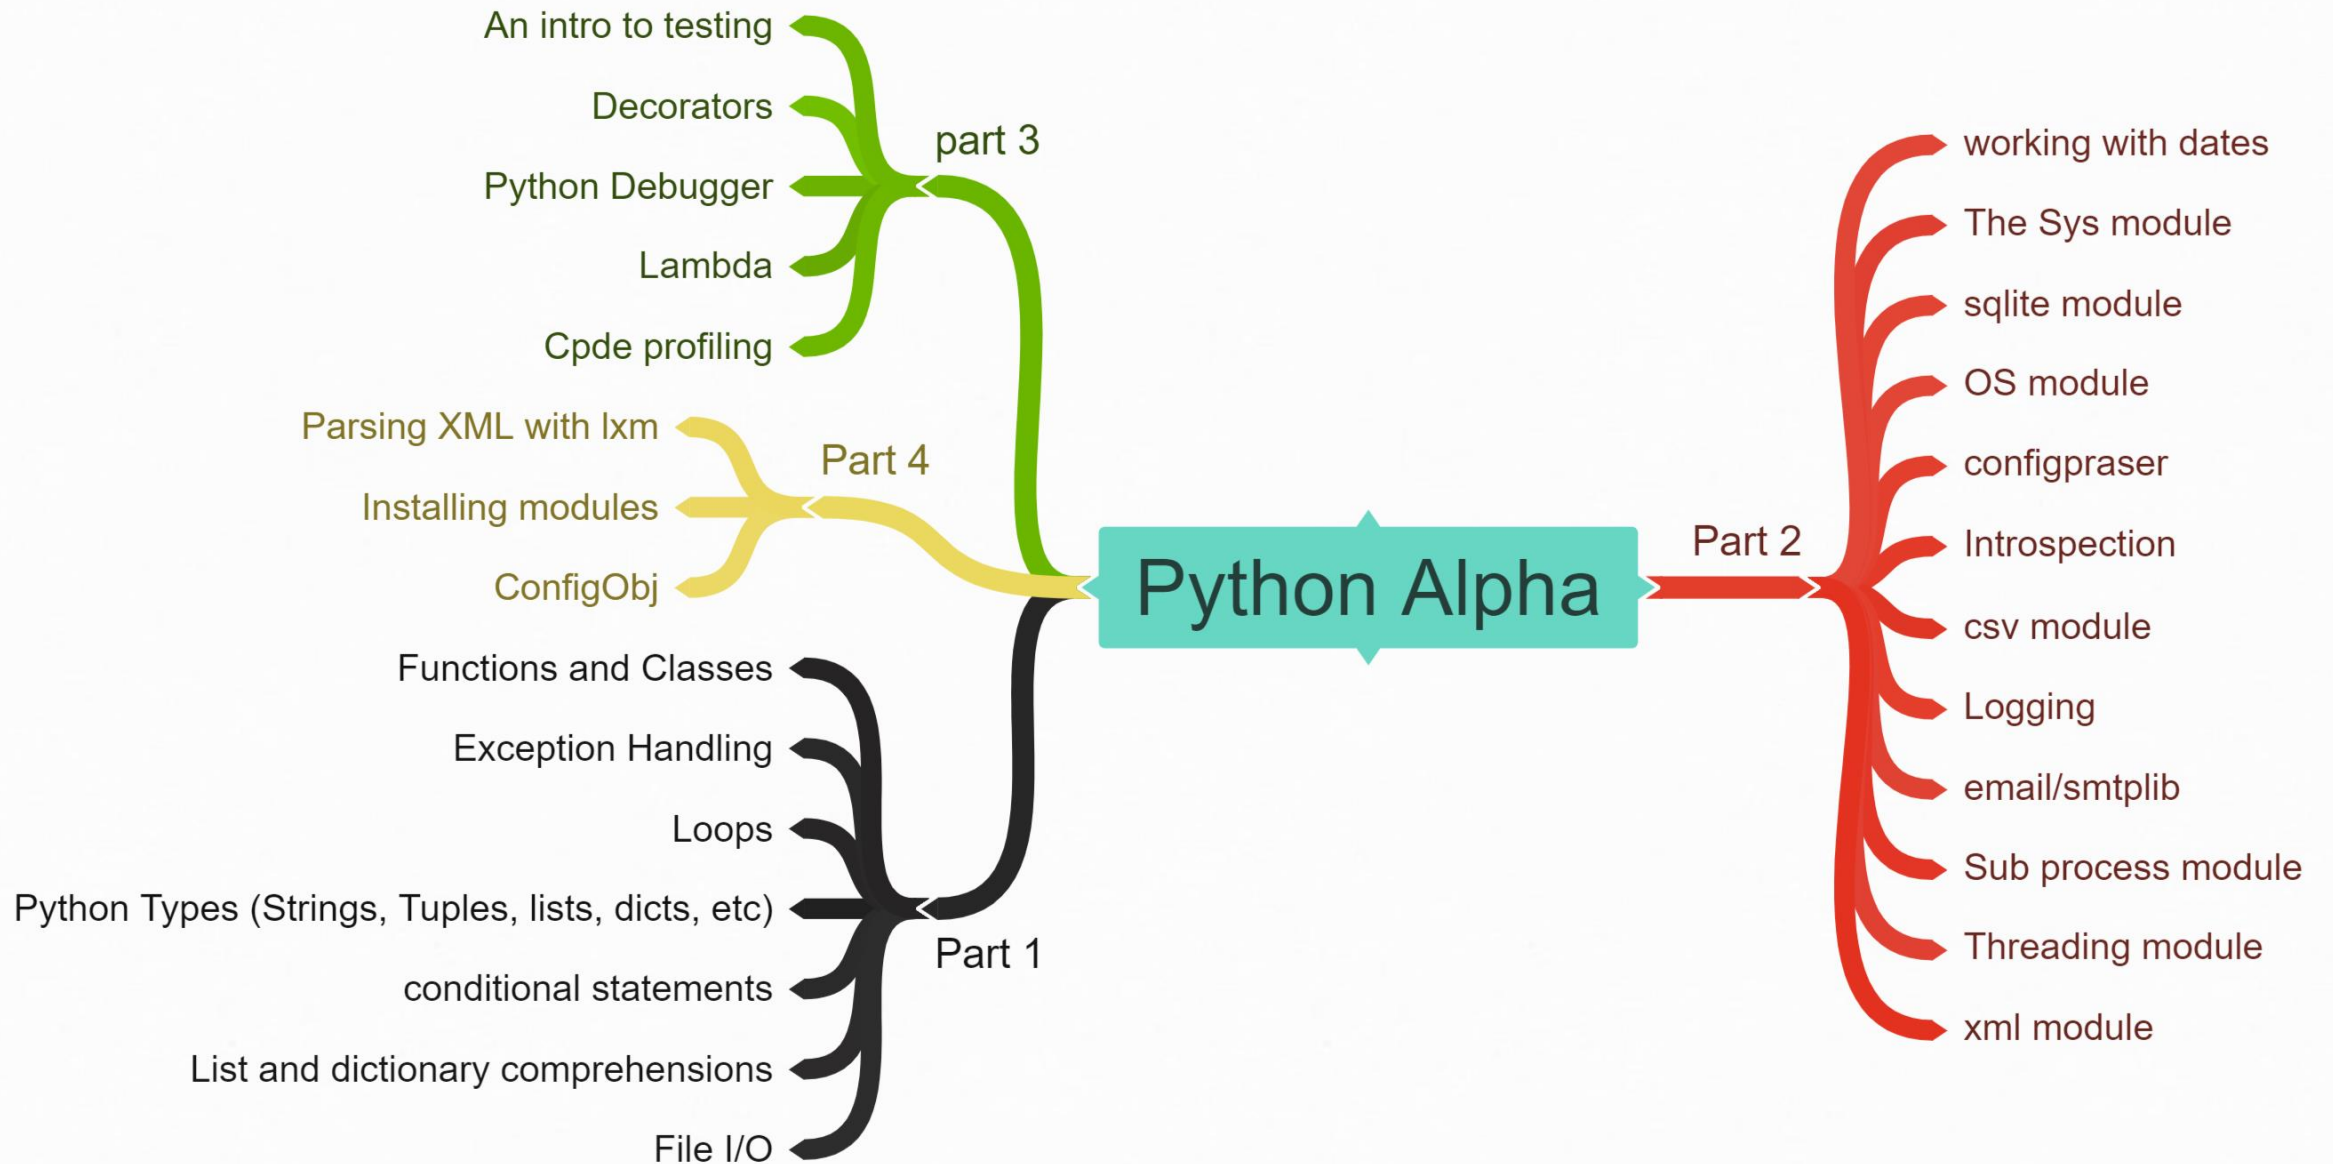 An intro to testing
Decorators
Python Debugger
Lambda
Cpde profiling
part 3
Parsing XML with lxm
Installing modules
ConfigObj
Part 4
Functions and Classes
Exception Handling
Loops
Python Types (Strings, Tuples, lists, dicts, etc)
conditional statements
List and dictionary comprehensions
File I/O
Part 1
Python Alpha
Part 2
working with dates
The Sys module
sqlite module
OS module
configpraser
Introspection
csv module
Logging
email/smtplib
Sub process module
Threading module
xml module